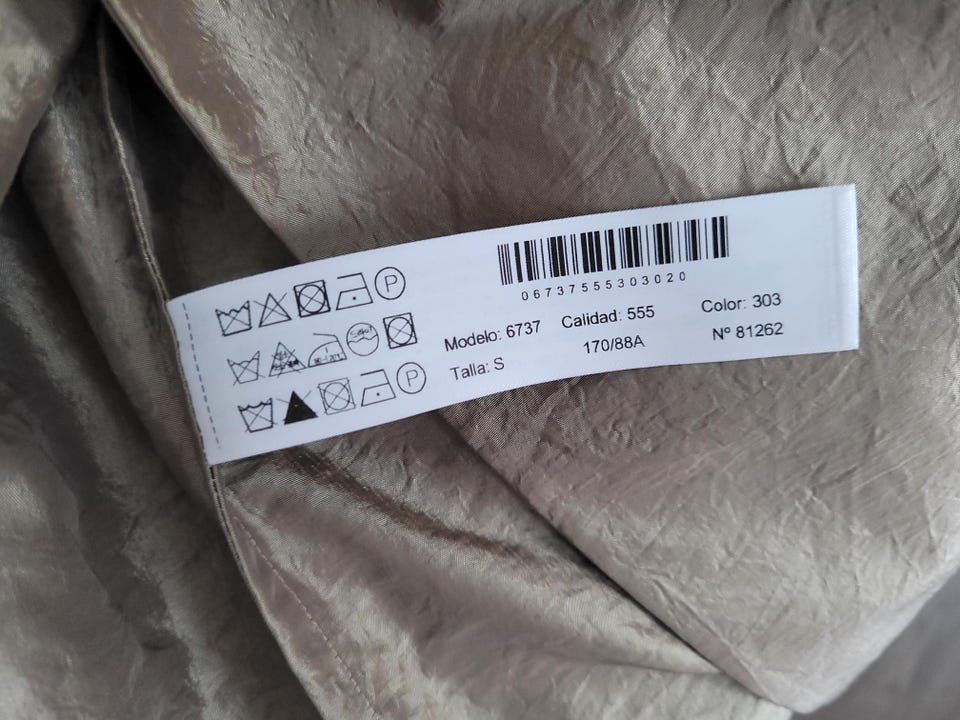 06737555303020
Modelo: 6737 Calidad: 555 Color: 303
Talla: S 170/88A Nº 81262
P
P